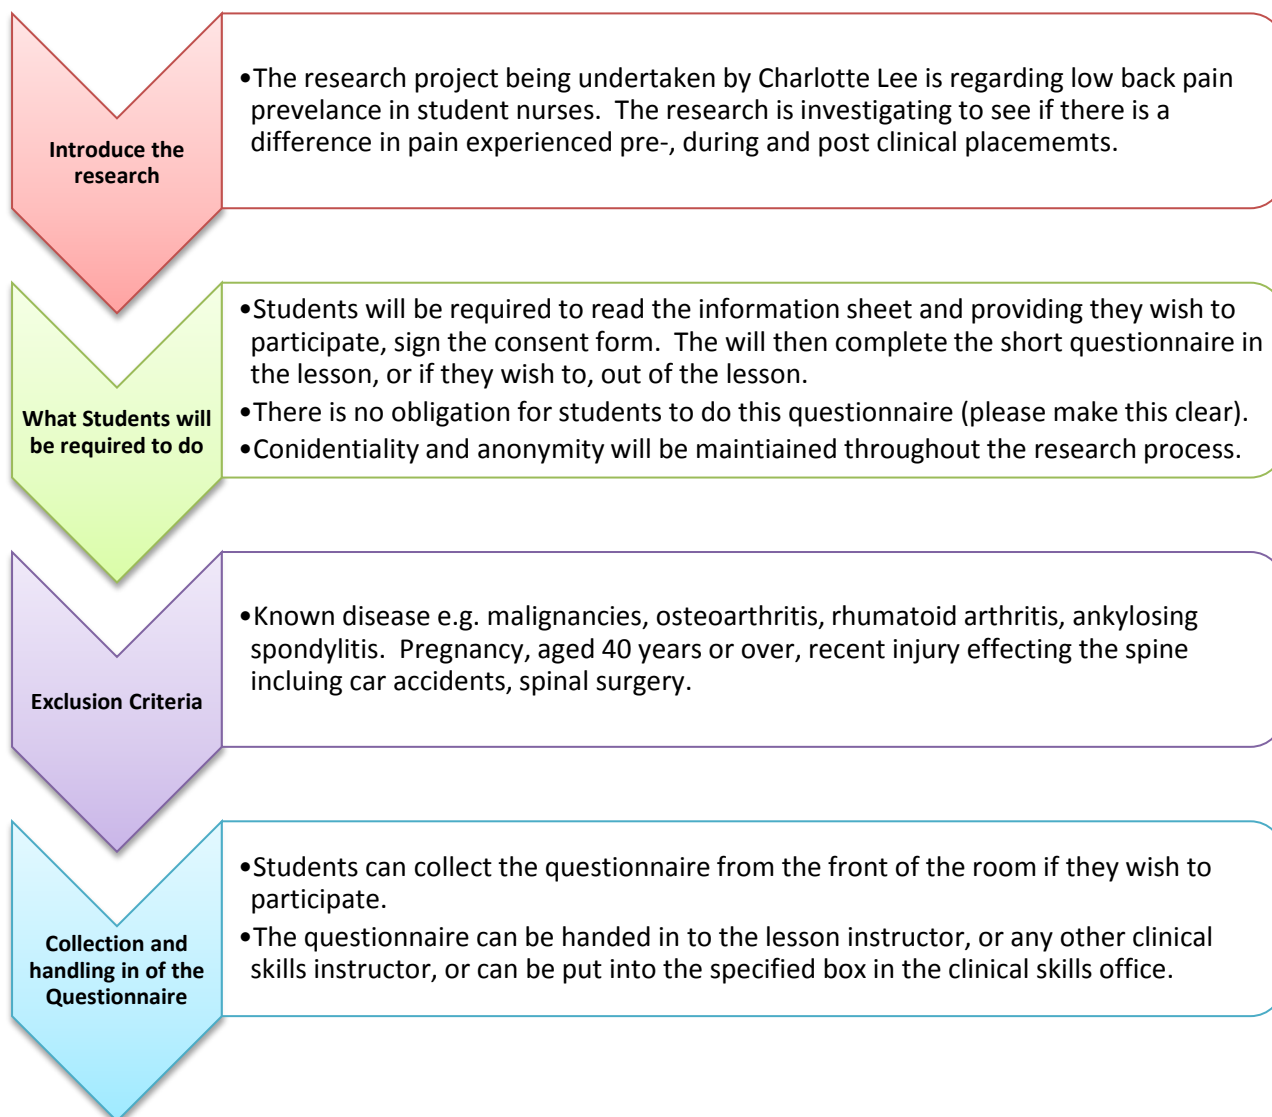 Introduce the
research
•The research project being undertaken by Charlotte Lee is regarding low back pain
prevelance in student nurses.  The research is investigating to see if there is a
difference in pain experienced pre-, during and post clinical placememts.
What Students will
be required to do
•Students will be required to read the information sheet and providing they wish to
participate, sign the consent form.  The will then complete the short questionnaire in
the lesson, or if they wish to, out of the lesson.
•There is no obligation for students to do this questionnaire (please make this clear).
•Conidentiality and anonymity will be maintiained throughout the research process.
Exclusion Criteria
•Known disease e.g. malignancies, osteoarthritis, rhumatoid arthritis, ankylosing
spondylitis.  Pregnancy, aged 40 years or over, recent injury effecting the spine
incluing car accidents, spinal surgery.
Collection and
handling in of the
Questionnaire
•Students can collect the questionnaire from the front of the room if they wish to
participate.
•The questionnaire can be handed in to the lesson instructor, or any other clinical
skills instructor, or can be put into the specified box in the clinical skills office.